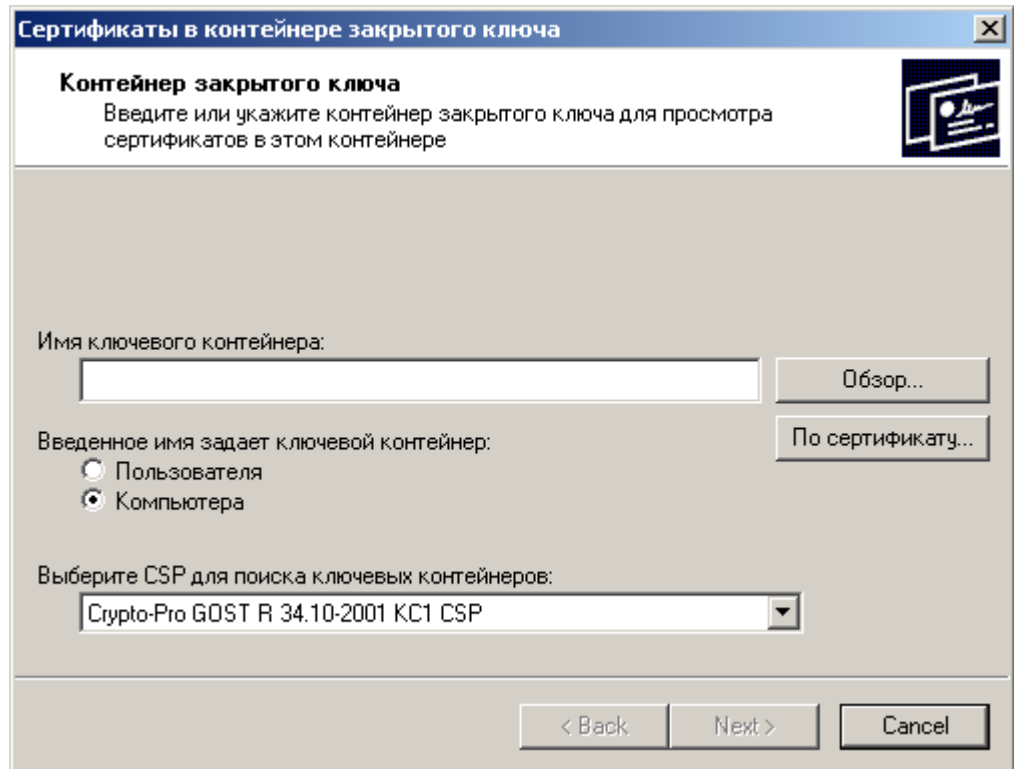 Сертификаты в контейнере закрытого ключа
Контейнер закрытого ключа
Введите или укажите контейнер закрытого ключа для просмотра
сертификатов в этом контейнере
Имя ключевого контейнера:
Обзор...
Введенное имя задает ключевой контейнер:
По сертификату...
Пользователя
Компьютера
Выберите CSP для поиска ключевых контейнеров:
Crypto-Pro GOST R 34.10-2001 KC1 CSP
< Back
Next >
Cancel